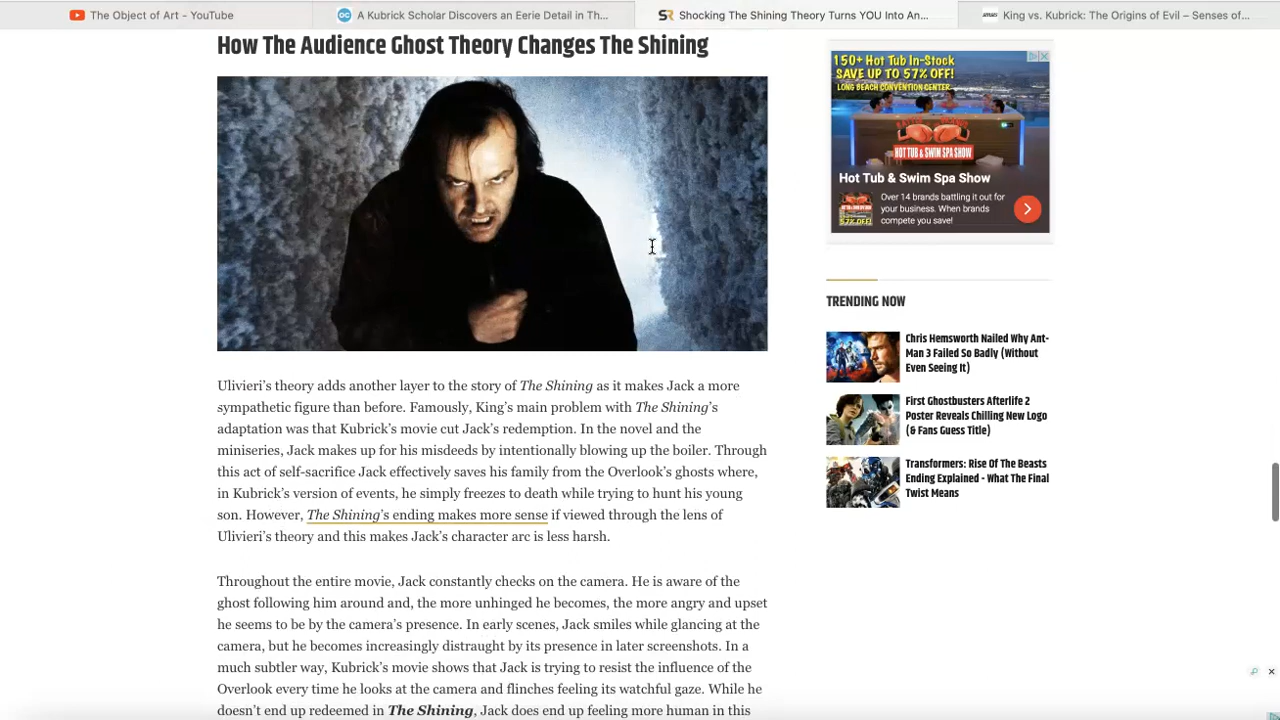 The Object of Art - YouTube
A Kubrick Scholar Discovers an Eerie Detail in Th...
Shocking The Shining Theory Turns YOU Into An...
King vs. Kubrick: The Origins of Evil – Senses of...
How The Audience Ghost Theory Changes The Shining
Ulivieri's theory adds another layer to the story of The Shining as it makes Jack a more
sympathetic figure than before. Famously, King's main problem with The Shining's
adaptation was that Kubrick's movie cut Jack's redemption. In the novel and the
miniseries, Jack makes up for his misdeeds by intentionally blowing up the boiler. Through
this act of self-sacrifice Jack effectively saves his family from the Overlook's ghosts where,
in Kubrick's version of events, he simply freezes to death while trying to hunt his young
son. However, The Shining's ending makes more sense if viewed through the lens of
Ulivieri's theory and this makes Jack's character arc is less harsh.
Throughout the entire movie, Jack constantly checks on the camera. He is aware of the
ghost following him around and, the more unhinged he becomes, the more angry and upset
he seems to be by the camera's presence. In early scenes, Jack smiles while glancing at the
camera, but he becomes increasingly distraught by its presence in later screenshots. In a
much subtler way, Kubrick's movie shows that Jack is trying to resist the influence of the
Overlook every time he looks at the camera and flinches feeling its watchful gaze. While he
doesn't end up redeemed in The Shining, Jack does end up feeling more human in this
150+ Hot Tub In-Stock
SAVE UP TO 57% OFF!
LONG BEACH CONVENTION CENTER
HOT TUB & SWIM SPA SHOW
Hot Tub & Swim Spa Show
Over 14 brands battling it out for
your business. When brands
compete you save!
57% OFF!
TRENDING NOW
Chris Hemsworth Nailed Why Ant-
Man 3 Failed So Badly (Without
Even Seeing It)
First Ghostbusters Afterlife 2
Poster Reveals Chilling New Logo
(& Fans Guess Title)
Transformers: Rise Of The Beasts
Ending Explained - What The Final
Twist Means